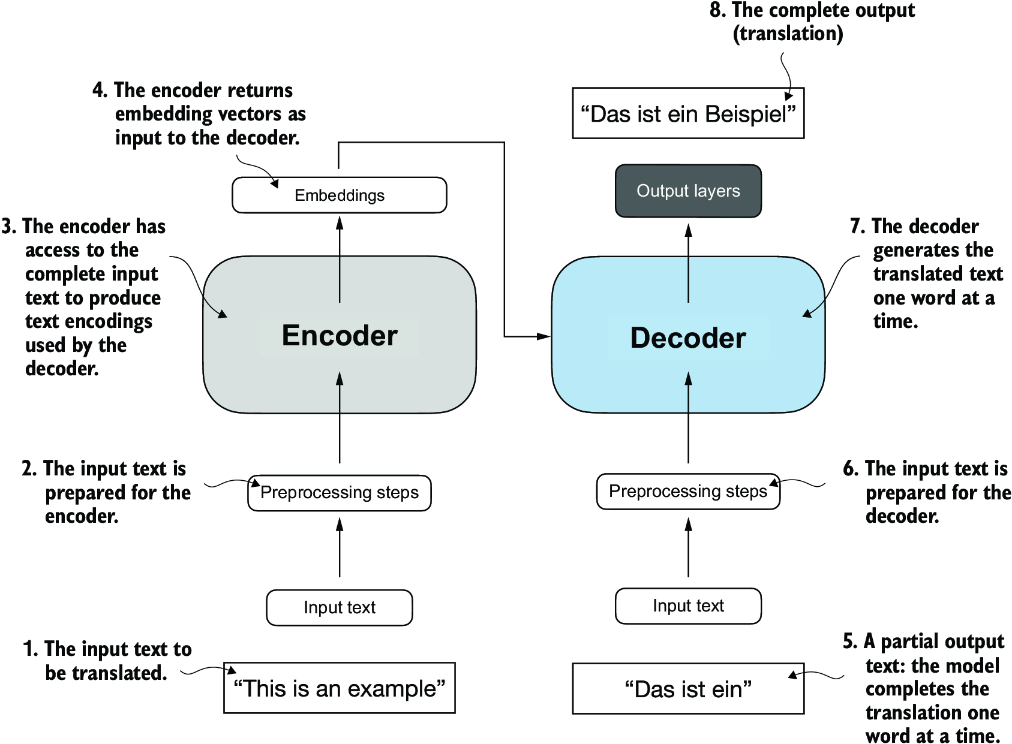 8. The complete output
(translation)
4. The encoder returns
embedding vectors as
input to the decoder.
“Das ist ein Beispiel”
Embeddings
Output layers
3. The encoder has
access to the
complete input
text to produce
text encodings
used by the
decoder.
7. The decoder
generates the
translated text
one word at a
time.
Encoder
Decoder
2. The input text is
prepared for the
encoder.
Preprocessing steps
Preprocessing steps
6. The input text is
prepared for the
decoder.
Input text
Input text
1. The input text to
be translated.
“This is an example”
“Das ist ein”
5. A partial output
text: the model
completes the
translation one
word at a time.